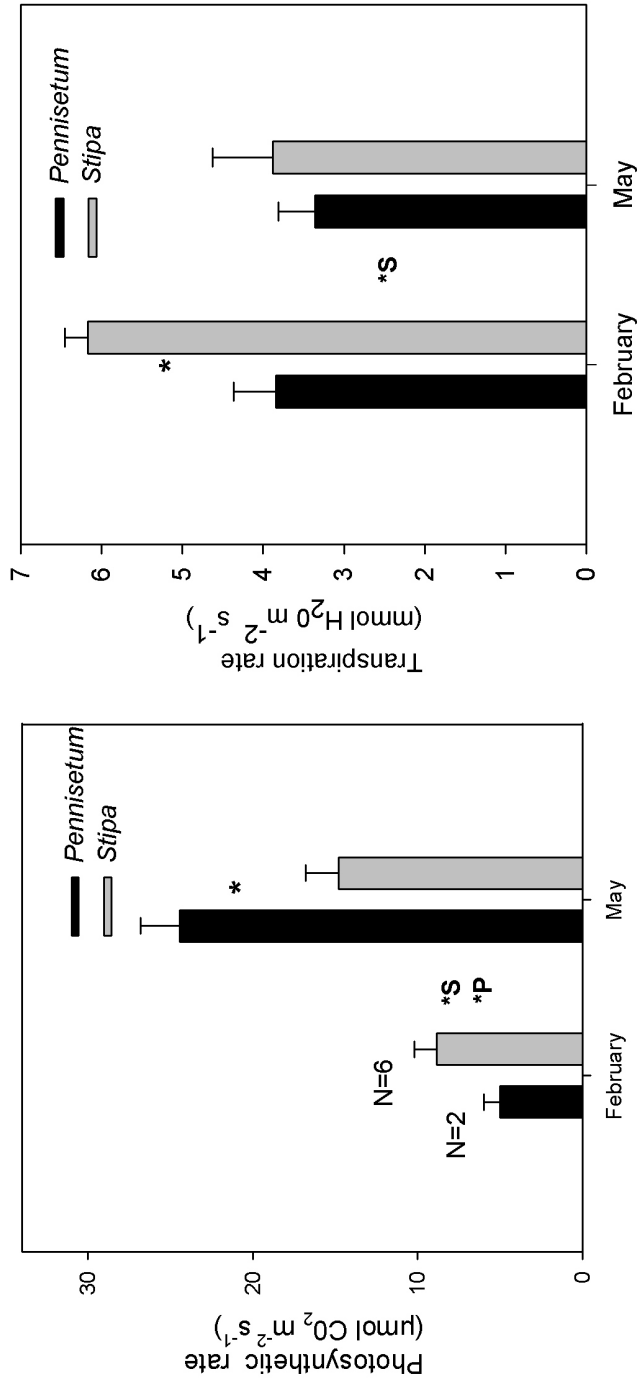 Photosynthetic rate
(µmol C0₂ m⁻²s⁻¹)
30
20
10
0
Pennisetum
Stipa
N=2
N=6
*S
*P
*
February
May
Transpiration rate
(mmol H₂0 m⁻² s⁻¹)
7
6
5
4
3
2
1
0
Pennisetum
Stipa
*
*S
February
May